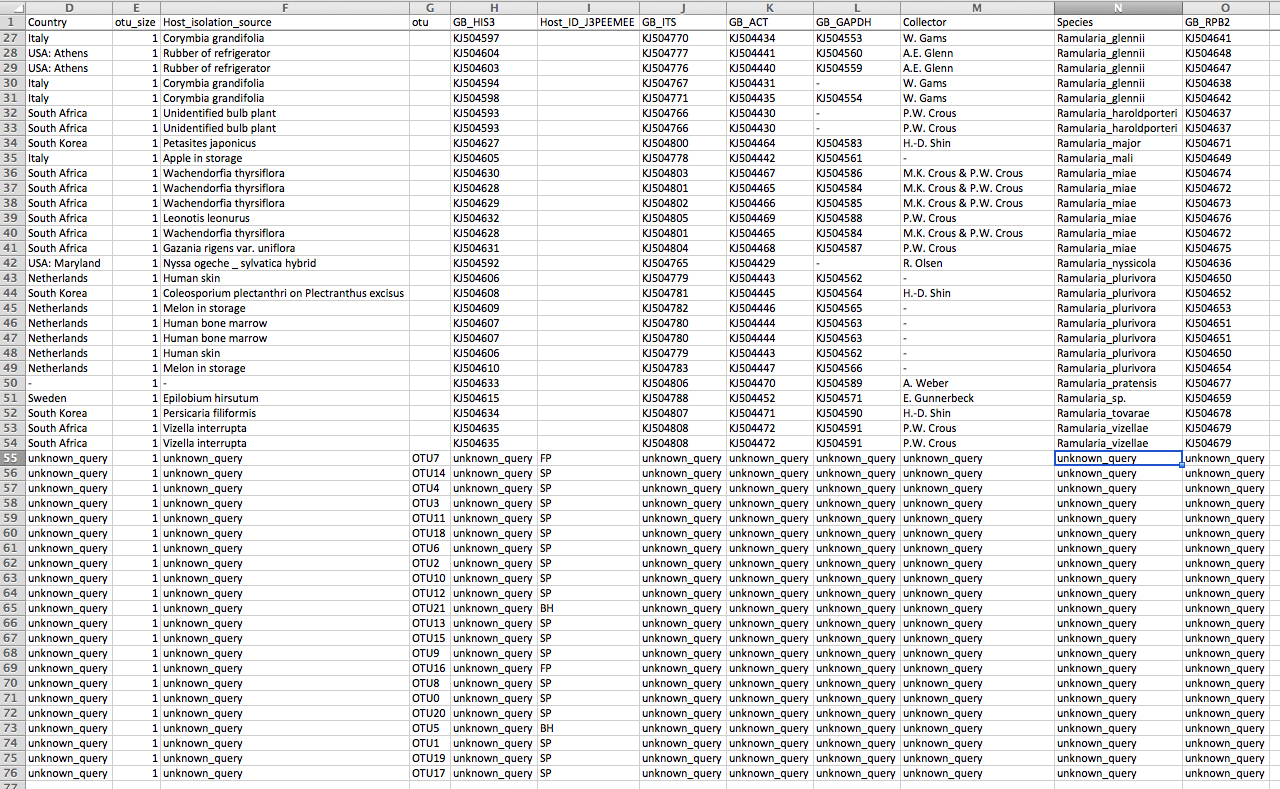 D E F G H I J K L M N O
1 Country otu_size Host_isolation_source otu GB_HIS3 Host_ID_J3PEEMEE GB_ITS GB_ACT GB_GAPDH Collector Species GB_RPB2
27 Italy 1 Corymbia grandifolia KJ504597 KJ504770 KJ504434 KJ504553 W. Gams Ramularia_glennii KJ504641
28 USA: Athens 1 Rubber of refrigerator KJ504604 KJ504777 KJ504441 KJ504560 A.E. Glenn Ramularia_glennii KJ504648
29 USA: Athens 1 Rubber of refrigerator KJ504603 KJ504776 KJ504440 KJ504559 A.E. Glenn Ramularia_glennii KJ504647
30 Italy 1 Corymbia grandifolia KJ504594 KJ504767 KJ504431 - W. Gams Ramularia_glennii KJ504638
31 Italy 1 Corymbia grandifolia KJ504598 KJ504771 KJ504435 KJ504554 W. Gams Ramularia_glennii KJ504642
32 South Africa 1 Unidentified bulb plant KJ504593 KJ504766 KJ504430 - P.W. Crous Ramularia_haroldporteri KJ504637
33 South Africa 1 Unidentified bulb plant KJ504593 KJ504766 KJ504430 - P.W. Crous Ramularia_haroldporteri KJ504637
34 South Korea 1 Petasites japonicus KJ504627 KJ504800 KJ504464 KJ504583 H.-D. Shin Ramularia_major KJ504671
35 Italy 1 Apple in storage KJ504605 KJ504778 KJ504442 KJ504561 - Ramularia_mali KJ504649
36 South Africa 1 Wachendorfia thyrsiflora KJ504630 KJ504803 KJ504467 KJ504586 M.K. Crous & P.W. Crous Ramularia_miae KJ504674
37 South Africa 1 Wachendorfia thyrsiflora KJ504628 KJ504801 KJ504465 KJ504584 M.K. Crous & P.W. Crous Ramularia_miae KJ504672
38 South Africa 1 Wachendorfia thyrsiflora KJ504629 KJ504802 KJ504466 KJ504585 M.K. Crous & P.W. Crous Ramularia_miae KJ504673
39 South Africa 1 Leonotis leonurus KJ504632 KJ504805 KJ504469 KJ504588 P.W. Crous Ramularia_miae KJ504676
40 South Africa 1 Wachendorfia thyrsiflora KJ504628 KJ504801 KJ504465 KJ504584 M.K. Crous & P.W. Crous Ramularia_miae KJ504672
41 South Africa 1 Gazania rigens var. uniflora KJ504631 KJ504804 KJ504468 KJ504587 P.W. Crous Ramularia_miae KJ504675
42 USA: Maryland 1 Nyssa ogeche _ sylvatica hybrid KJ504592 KJ504765 KJ504429 - R. Olsen Ramularia_nyssicola KJ504636
43 Netherlands 1 Human skin KJ504606 KJ504779 KJ504443 KJ504562 - Ramularia_plurivora KJ504650
44 South Korea 1 Coleosporium plectanthri on Plectranthus excisus KJ504608 KJ504781 KJ504445 KJ504564 H.-D. Shin Ramularia_plurivora KJ504652
45 Netherlands 1 Melon in storage KJ504609 KJ504782 KJ504446 KJ504565 - Ramularia_plurivora KJ504653
46 Netherlands 1 Human bone marrow KJ504607 KJ504780 KJ504444 KJ504563 - Ramularia_plurivora KJ504651
47 Netherlands 1 Human bone marrow KJ504607 KJ504780 KJ504444 KJ504563 - Ramularia_plurivora KJ504651
48 Netherlands 1 Human skin KJ504606 KJ504779 KJ504443 KJ504562 - Ramularia_plurivora KJ504650
49 Netherlands 1 Melon in storage KJ504610 KJ504783 KJ504447 KJ504566 - Ramularia_plurivora KJ504654
50 - 1 - KJ504633 KJ504806 KJ504470 KJ504589 A. Weber Ramularia_pratensis KJ504677
51 Sweden 1 Epilobium hirsutum KJ504615 KJ504788 KJ504452 KJ504571 E. Gunnerbeck Ramularia_sp. KJ504659
52 South Korea 1 Persicaria filiformis KJ504634 KJ504807 KJ504471 KJ504590 H.-D. Shin Ramularia_tovarae KJ504678
53 South Africa 1 Vizella interrupta KJ504635 KJ504808 KJ504472 KJ504591 P.W. Crous Ramularia_vizellae KJ504679
54 South Africa 1 Vizella interrupta KJ504635 KJ504808 KJ504472 KJ504591 P.W. Crous Ramularia_vizellae KJ504679
55 unknown_query 1 unknown_query OTU7 unknown_query FP unknown_query unknown_query unknown_query unknown_query unknown_query unknown_query
56 unknown_query 1 unknown_query OTU14 unknown_query SP unknown_query unknown_query unknown_query unknown_query unknown_query unknown_query
57 unknown_query 1 unknown_query OTU4 unknown_query SP unknown_query unknown_query unknown_query unknown_query unknown_query unknown_query
58 unknown_query 1 unknown_query OTU3 unknown_query SP unknown_query unknown_query unknown_query unknown_query unknown_query unknown_query
59 unknown_query 1 unknown_query OTU11 unknown_query SP unknown_query unknown_query unknown_query unknown_query unknown_query unknown_query
60 unknown_query 1 unknown_query OTU18 unknown_query SP unknown_query unknown_query unknown_query unknown_query unknown_query unknown_query
61 unknown_query 1 unknown_query OTU6 unknown_query SP unknown_query unknown_query unknown_query unknown_query unknown_query unknown_query
62 unknown_query 1 unknown_query OTU2 unknown_query SP unknown_query unknown_query unknown_query unknown_query unknown_query unknown_query
63 unknown_query 1 unknown_query OTU10 unknown_query SP unknown_query unknown_query unknown_query unknown_query unknown_query unknown_query
64 unknown_query 1 unknown_query OTU12 unknown_query SP unknown_query unknown_query unknown_query unknown_query unknown_query unknown_query
65 unknown_query 1 unknown_query OTU21 unknown_query BH unknown_query unknown_query unknown_query unknown_query unknown_query unknown_query
66 unknown_query 1 unknown_query OTU13 unknown_query SP unknown_query unknown_query unknown_query unknown_query unknown_query unknown_query
67 unknown_query 1 unknown_query OTU15 unknown_query SP unknown_query unknown_query unknown_query unknown_query unknown_query unknown_query
68 unknown_query 1 unknown_query OTU9 unknown_query SP unknown_query unknown_query unknown_query unknown_query unknown_query unknown_query
69 unknown_query 1 unknown_query OTU16 unknown_query FP unknown_query unknown_query unknown_query unknown_query unknown_query unknown_query
70 unknown_query 1 unknown_query OTU8 unknown_query SP unknown_query unknown_query unknown_query unknown_query unknown_query unknown_query
71 unknown_query 1 unknown_query OTU0 unknown_query SP unknown_query unknown_query unknown_query unknown_query unknown_query unknown_query
72 unknown_query 1 unknown_query OTU20 unknown_query SP unknown_query unknown_query unknown_query unknown_query unknown_query unknown_query
73 unknown_query 1 unknown_query OTU5 unknown_query BH unknown_query unknown_query unknown_query unknown_query unknown_query unknown_query
74 unknown_query 1 unknown_query OTU1 unknown_query SP unknown_query unknown_query unknown_query unknown_query unknown_query unknown_query
75 unknown_query 1 unknown_query OTU19 unknown_query SP unknown_query unknown_query unknown_query unknown_query unknown_query unknown_query
76 unknown_query 1 unknown_query OTU17 unknown_query SP unknown_query unknown_query unknown_query unknown_query unknown_query unknown_query
77